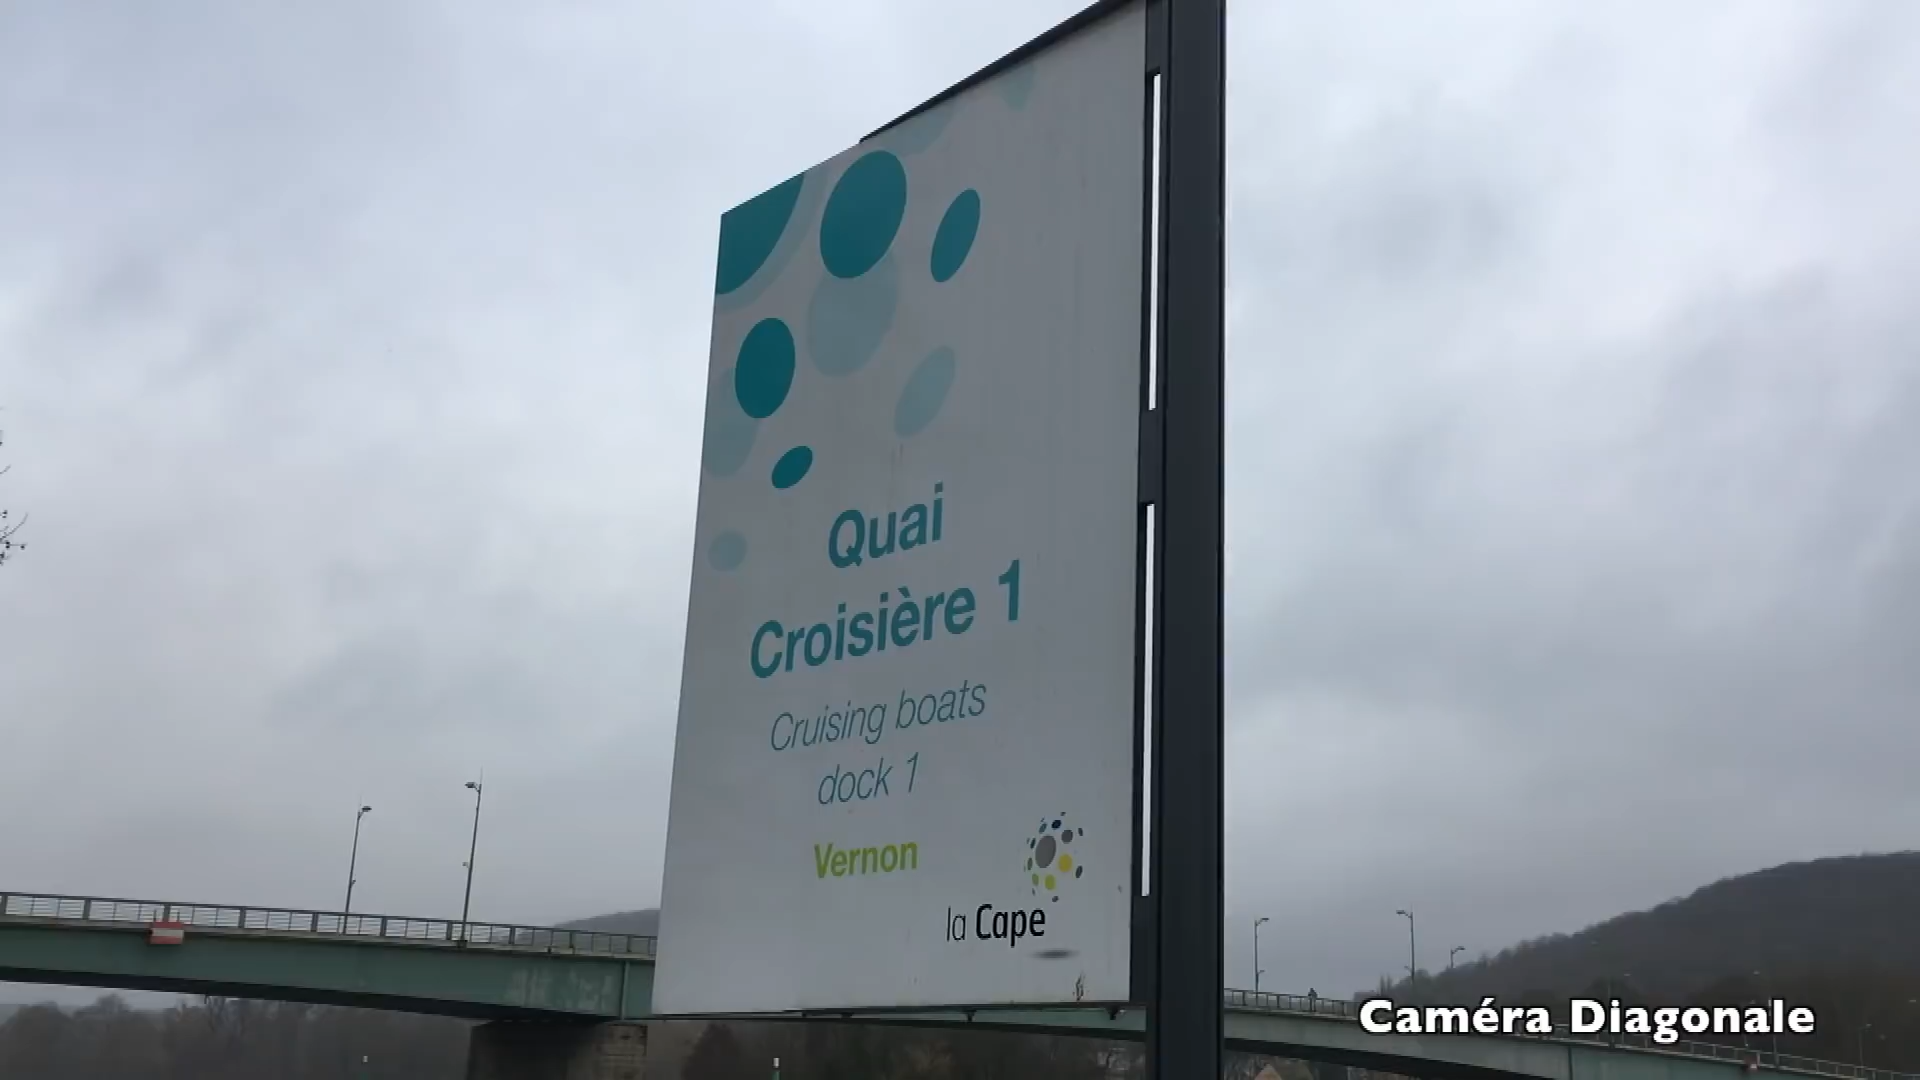 Quai
Croisière 1
Cruising boats
dock 1
Vernon
la Cape
Caméra Diagonale